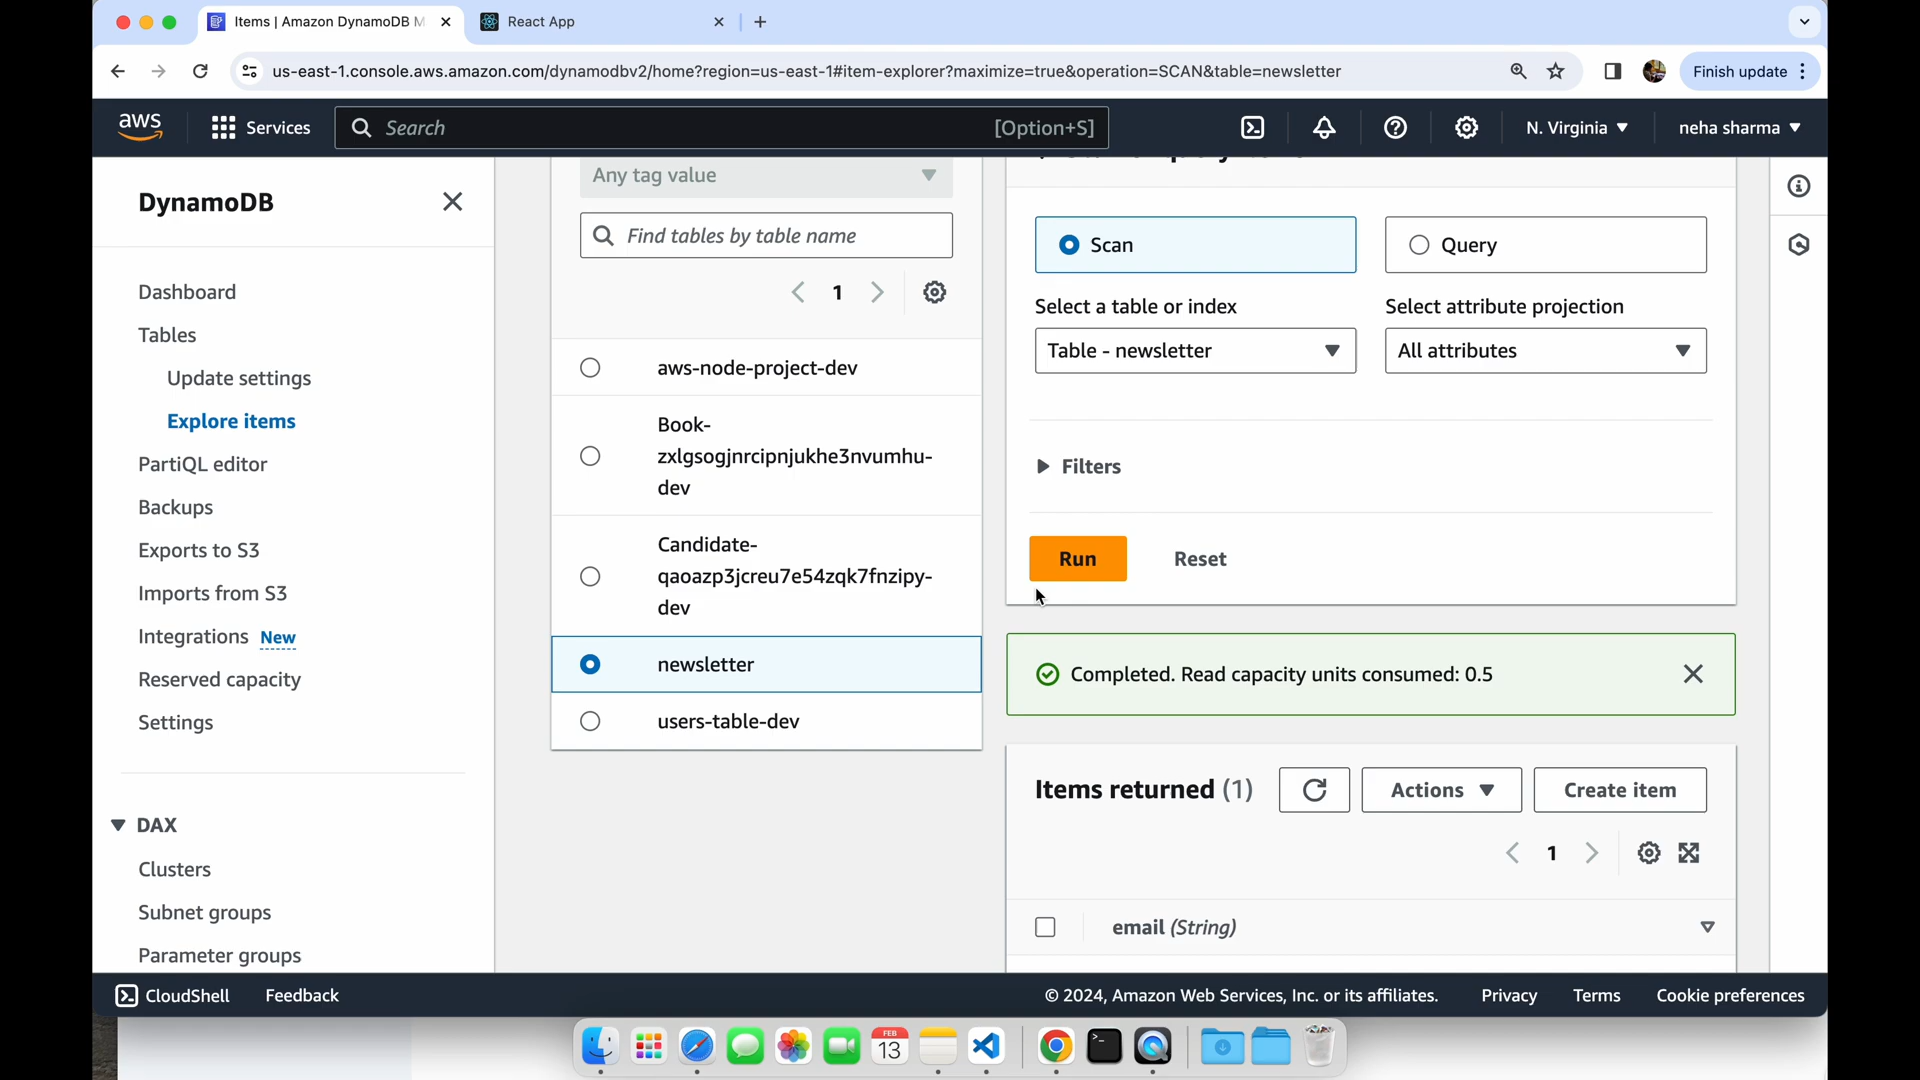 Items | Amazon DynamoDB M
React App
us-east-1.console.aws.amazon.com/dynamodbv2/home?region=us-east-1#item-explorer?maximize=true&operation=SCAN&table=newsletter
Finish update
aws
Services
Search
[Option+S]
N. Virginia
neha sharma
DynamoDB
Dashboard
Tables
Update settings
Explore items
PartiQL editor
Backups
Exports to S3
Imports from S3
Integrations New
Reserved capacity
Settings
DAX
Clusters
Subnet groups
Parameter groups
Any tag value
Find tables by table name
1
aws-node-project-dev
Book-
zxlgsogjnrcipnjukhe3nvumhu-
dev
Candidate-
qaoazp3jcreu7e54zqk7fnzipy-
dev
newsletter
users-table-dev
Scan
Query
Select a table or index
Select attribute projection
Table - newsletter
All attributes
Filters
Run
Reset
Completed. Read capacity units consumed: 0.5
Items returned (1)
Actions
Create item
1
email (String)
CloudShell
Feedback
© 2024, Amazon Web Services, Inc. or its affiliates.
Privacy
Terms
Cookie preferences
FEB
13